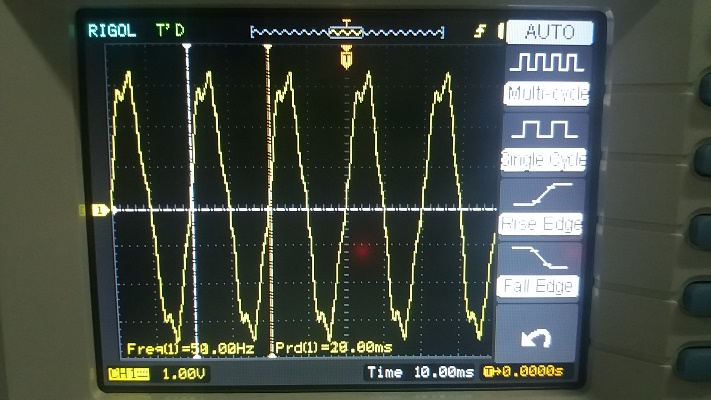 RIGOL T'D T AUTO
T
Multi-cycle
Single Cycle
1
Rise Edge
Fall Edge
Freq(1)=50.00Hz Prd(1)=20.00ms
CH1 1.00V Time 10.00ms T→0.0000s